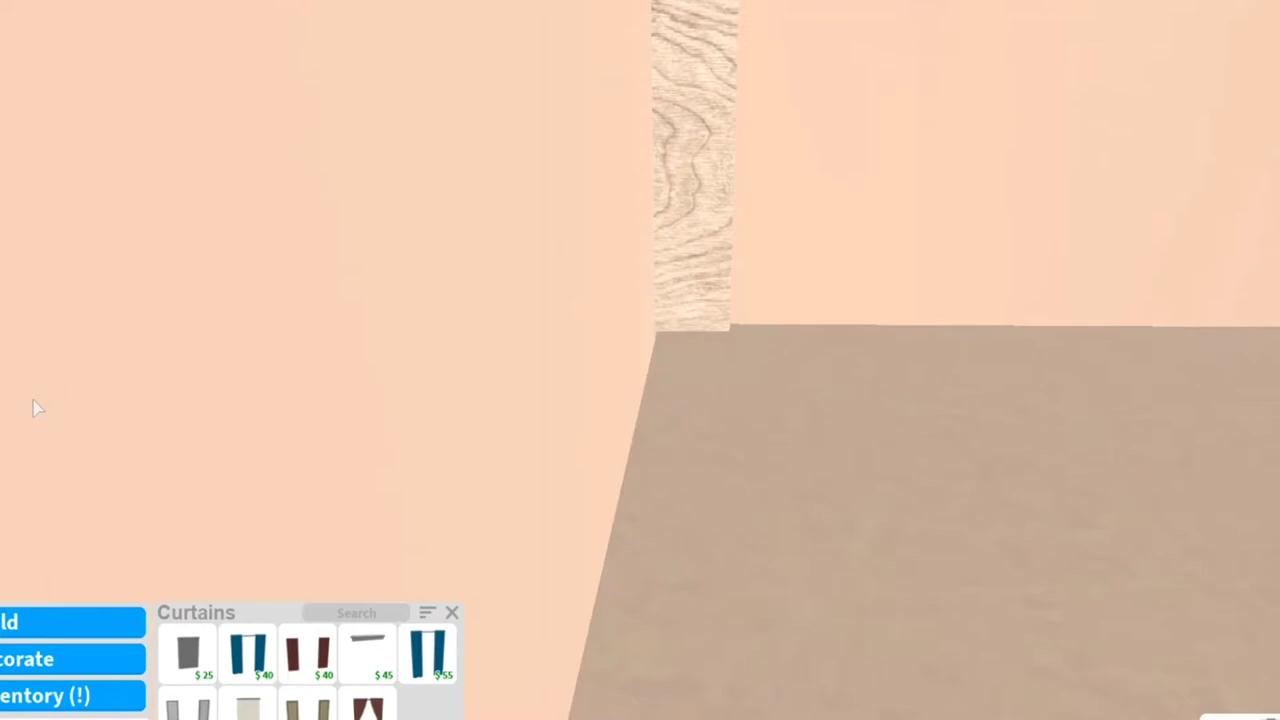 ld
corate
entory (!)
Curtains
Search
$ 25
$ 40
$ 40
$ 45
$ 55